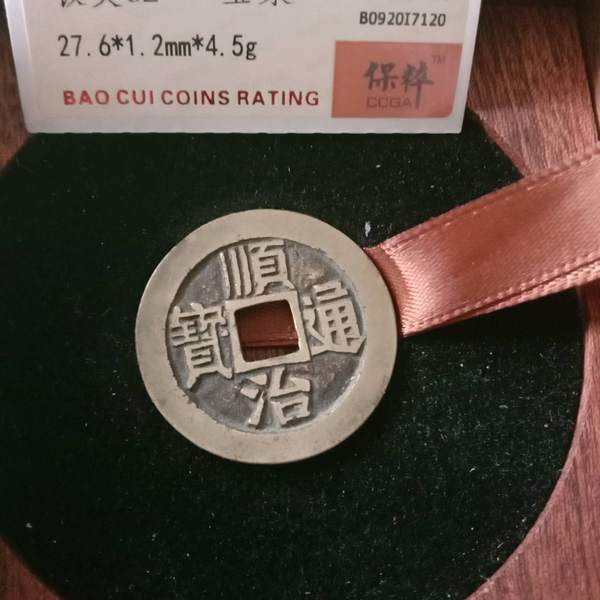 B0920I7120
27.6*1.2mm*4.5g
BAO CUI COINS RATING
保粹 TM
CCGA
順治通寶